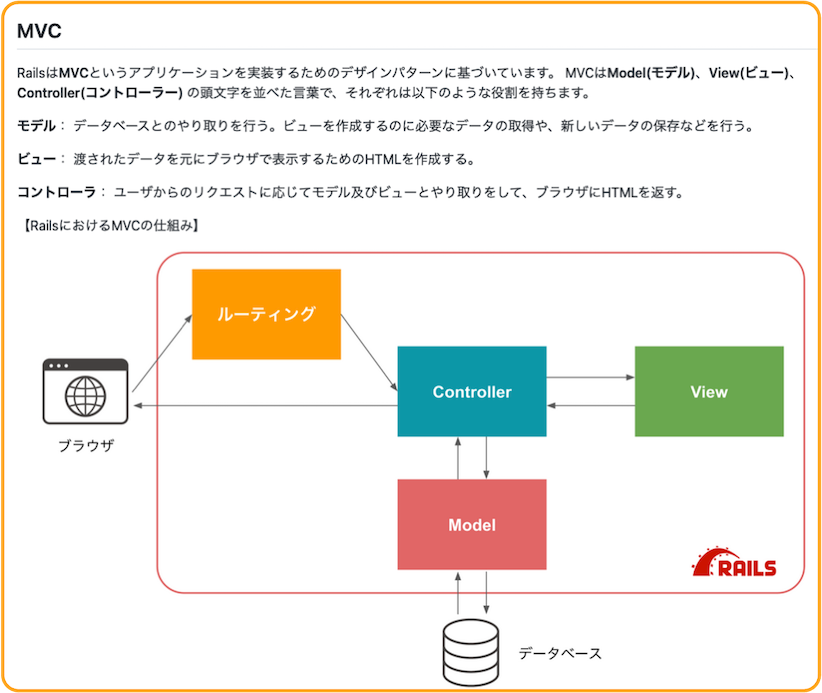 MVC
RailsはMVCというアプリケーションを実装するためのデザインパターンに基づいています。 MVCはModel(モデル)、View(ビュー)、
Controller(コントローラー) の頭文字を並べた言葉で、それぞれは以下のような役割を持ちます。
モデル： データベースとのやり取りを行う。ビューを作成するのに必要なデータの取得や、新しいデータの保存などを行う。
ビュー： 渡されたデータを元にブラウザで表示するためのHTMLを作成する。
コントローラ： ユーザからのリクエストに応じてモデル及びビューとやり取りをして、ブラウザにHTMLを返す。
【RailsにおけるMVCの仕組み】
ルーティング
Controller
View
ブラウザ
Model
RAILS
データベース